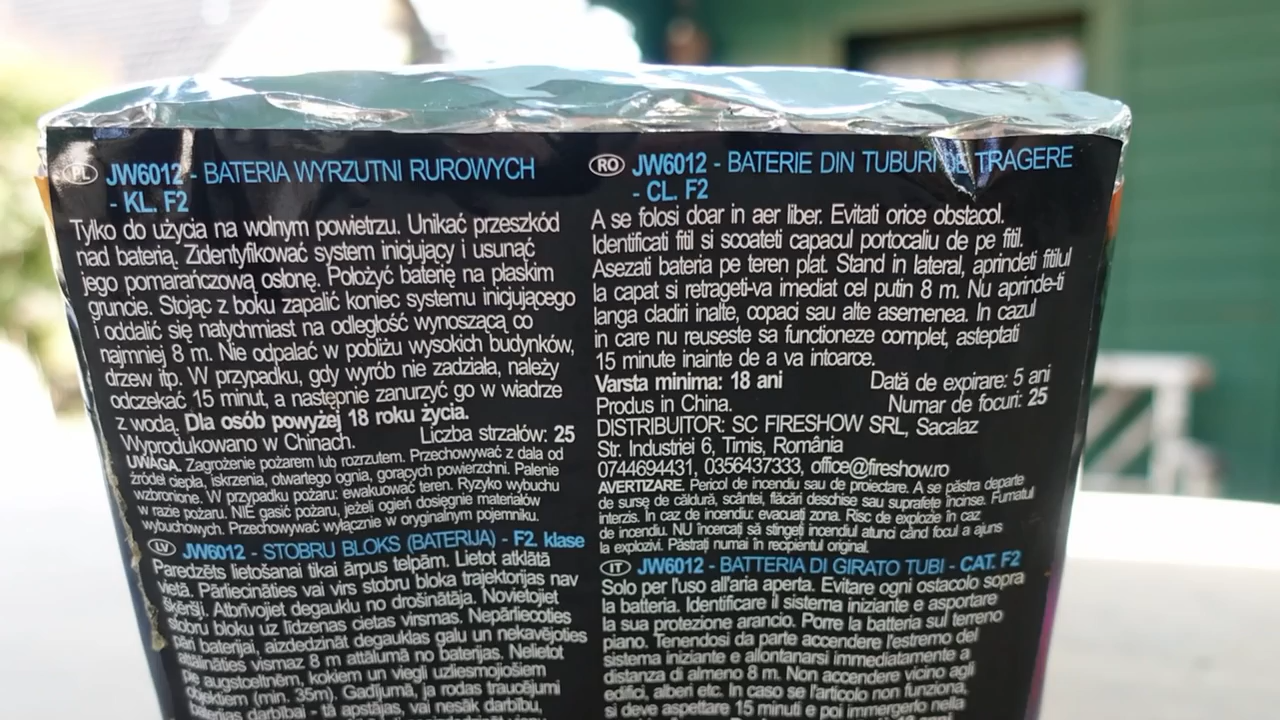 PL JW6012 - BATERIA WYRZUTNI RUROWYCH
- KL. F2
Tylko do użycia na wolnym powietrzu. Unikać przeszkód
nad baterią. Zidentyfikować system inicjujący i usunąć
jego pomarańczową osłonę. Położyć baterię na płaskim
gruncie. Stojąc z boku zapalić koniec systemu inicjującego
i oddalić się natychmiast na odległość wynoszącą co
najmniej 8 m. Nie odpalać w pobliżu wysokich budynków,
drzew itp. W przypadku, gdy wyrób nie zadziała, należy
odczekać 15 minut, a następnie zanurzyć go w wiadrze
z wodą. Dla osób powyżej 18 roku życia.
Wyprodukowano w Chinach. Liczba strzałów: 25
UWAGA. Zagrożenie pożarem lub rozrzutem. Przechowywać z dala od
źródeł ciepła, iskrzenia, otwartego ognia, gorących powierzchni. Palenie
wzbronione. W przypadku pożaru: ewakuować teren. Ryzyko wybuchu
w razie pożaru. NIE gasić pożaru, jeżeli ogień dosięgnie materiałów
wybuchowych. Przechowywać wyłącznie w oryginalnym pojemniku.
LV JW6012 - STOBRU BLOKS (BATERIJA) - F2. klase
Paredzēts lietošanai tikai ārpus telpām. Lietot atklātā
vietā. Pārliecināties vai virs stobru bloka trajektorijas nav
šķēršļi. Atbrīvojiet degauklu no drošinātāja. Novietojiet
stobru bloku uz līdzenas cietas virsmas. Nepārliecoties
pāri baterijai, aizdedzināt degauklas galu un nekavējoties
attālināties vismaz 8 m attālumā no baterijas. Nelietot
pie augstceltnēm, kokiem un viegli uzliesmojošiem
objektiem (min. 35m). Gadījumā, ja rodas traucējumi
baterijas darbībai - tā apstājas, vai nesāk darbību,
RO JW6012 - BATERIE DIN TUBURI DE TRAGERE
- CL. F2
A se folosi doar in aer liber. Evitati orice obstacol.
Identificati fitil si scoateti capacul portocaliu de pe fitil.
Asezati bateria pe teren plat. Stand in lateral, aprindeti fitilul
la capat si retrageti-va imediat cel putin 8 m. Nu aprinde-ti
langa cladiri inalte, copaci sau alte asemenea. In cazul
in care nu reuseste sa functioneze complet, asteptati
15 minute inainte de a va intoarce.
Varsta minima: 18 ani Dată de expirare: 5 ani
Produs in China. Numar de focuri: 25
DISTRIBUITOR: SC FIRESHOW SRL, Sacalaz
Str. Industriei 6, Timis, România
0744694431, 0356437333, office@fireshow.ro
AVERTIZARE. Pericol de incendiu sau de proiectare. A se păstra departe
de surse de căldură, scântei, flăcări deschise sau suprafete incinse. Fumatul
interzis. In caz de incendiu: evacuați zona. Risc de explozie în caz
de incendiu. NU încercați să stingeți incendiul atunci când focul a ajuns
la explozivi. Păstrați numai în recipientul original.
IT JW6012 - BATTERIA DI GIRATO TUBI - CAT. F2
Solo per l'uso all'aria aperta. Evitare ogni ostacolo sopra
la batteria. Identificare il sistema iniziante e asportare
la sua protezione arancio. Porre la batteria sul terreno
piano. Tenendosi da parte accendere l'estremo del
sistema iniziante e allontanarsi immediatamente a
distanza di almeno 8 m. Non accendere vicino agli
edifici, alberi etc. In caso se l'articolo non funziona,
si deve aspettare 15 minuti e poi immergerlo nella